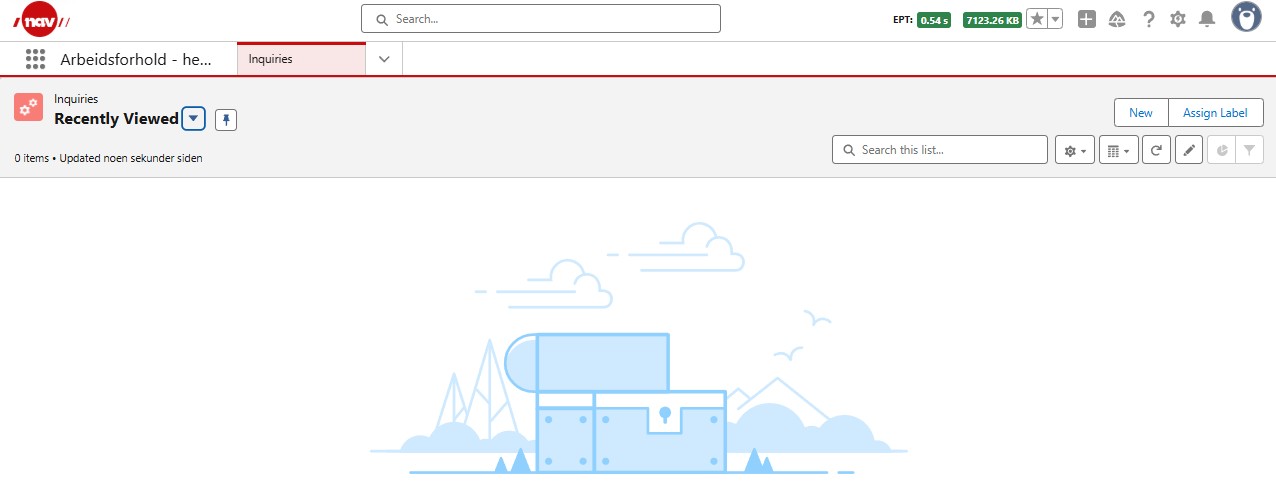 nav
Search...
EPT: 0.54 s 7123.26 KB
Arbeidsforhold - he...
Inquiries
Inquiries
Recently Viewed
New
Assign Label
0 items • Updated noen sekunder siden
Search this list...